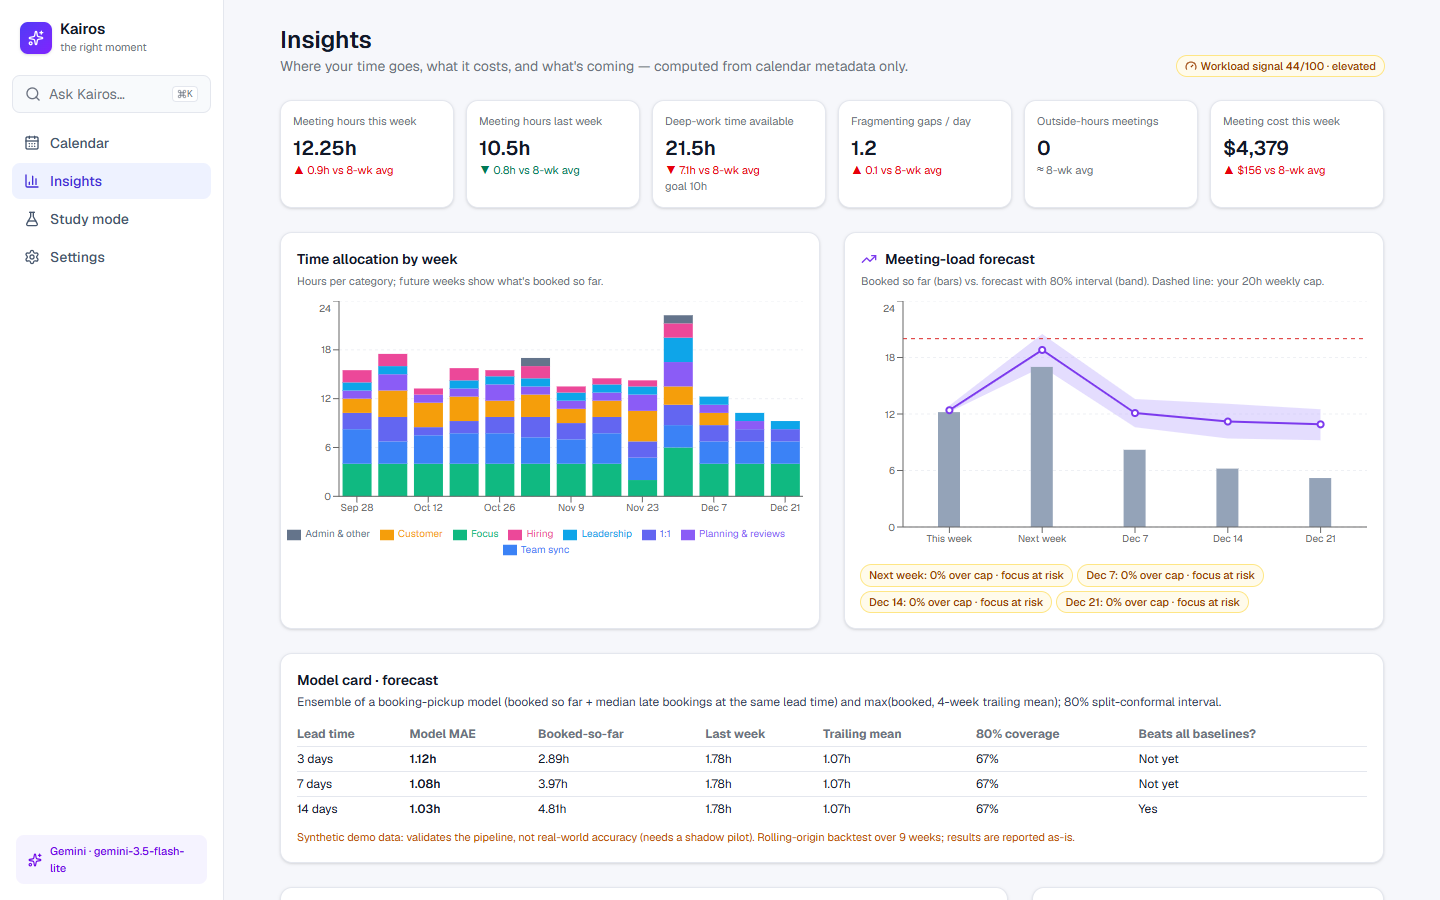 Kairos
the right moment
Ask Kairos...
⌘K
Calendar
Insights
Study mode
Settings
Gemini · gemini-3.5-flash-
lite
Insights
Where your time goes, what it costs, and what's coming — computed from calendar metadata only.
Workload signal 44/100 · elevated
Meeting hours this week
12.25h
▲ 0.9h vs 8-wk avg
Meeting hours last week
10.5h
▼ 0.8h vs 8-wk avg
Deep-work time available
21.5h
▼ 7.1h vs 8-wk avg
goal 10h
Fragmenting gaps / day
1.2
▲ 0.1 vs 8-wk avg
Outside-hours meetings
0
≈ 8-wk avg
Meeting cost this week
$4,379
▲ $156 vs 8-wk avg
Time allocation by week
Hours per category; future weeks show what's booked so far.
24
18
12
6
0
Sep 28 Oct 12 Oct 26 Nov 9 Nov 23 Dec 7 Dec 21
Admin & other Customer Focus Hiring Leadership 1:1 Planning & reviews
Team sync
Meeting-load forecast
Booked so far (bars) vs. forecast with 80% interval (band). Dashed line: your 20h weekly cap.
24
18
12
6
0
This week Next week Dec 7 Dec 14 Dec 21
Next week: 0% over cap · focus at risk Dec 7: 0% over cap · focus at risk
Dec 14: 0% over cap · focus at risk Dec 21: 0% over cap · focus at risk
Model card · forecast
Ensemble of a booking-pickup model (booked so far + median late bookings at the same lead time) and max(booked, 4-week trailing mean); 80% split-conformal interval.
Lead time Model MAE Booked-so-far Last week Trailing mean 80% coverage Beats all baselines?
3 days 1.12h 2.89h 1.78h 1.07h 67% Not yet
7 days 1.08h 3.97h 1.78h 1.07h 67% Not yet
14 days 1.03h 4.81h 1.78h 1.07h 67% Yes
Synthetic demo data: validates the pipeline, not real-world accuracy (needs a shadow pilot). Rolling-origin backtest over 9 weeks; results are reported as-is.